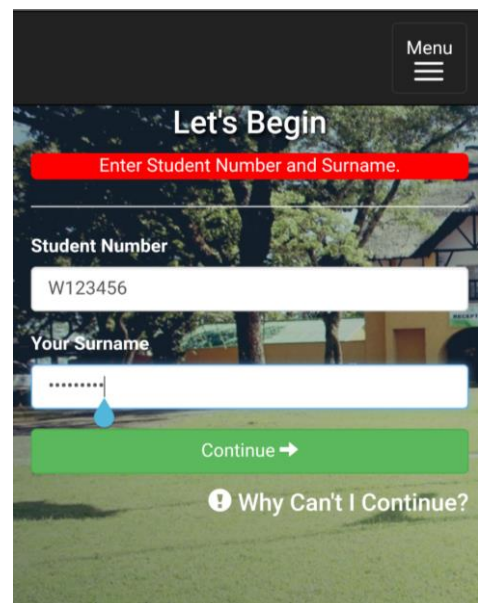 Menu
Let's Begin
Enter Student Number and Surname.
Student Number
W123456
Your Surname
•••••••••
Continue
Why Can't I Continue?